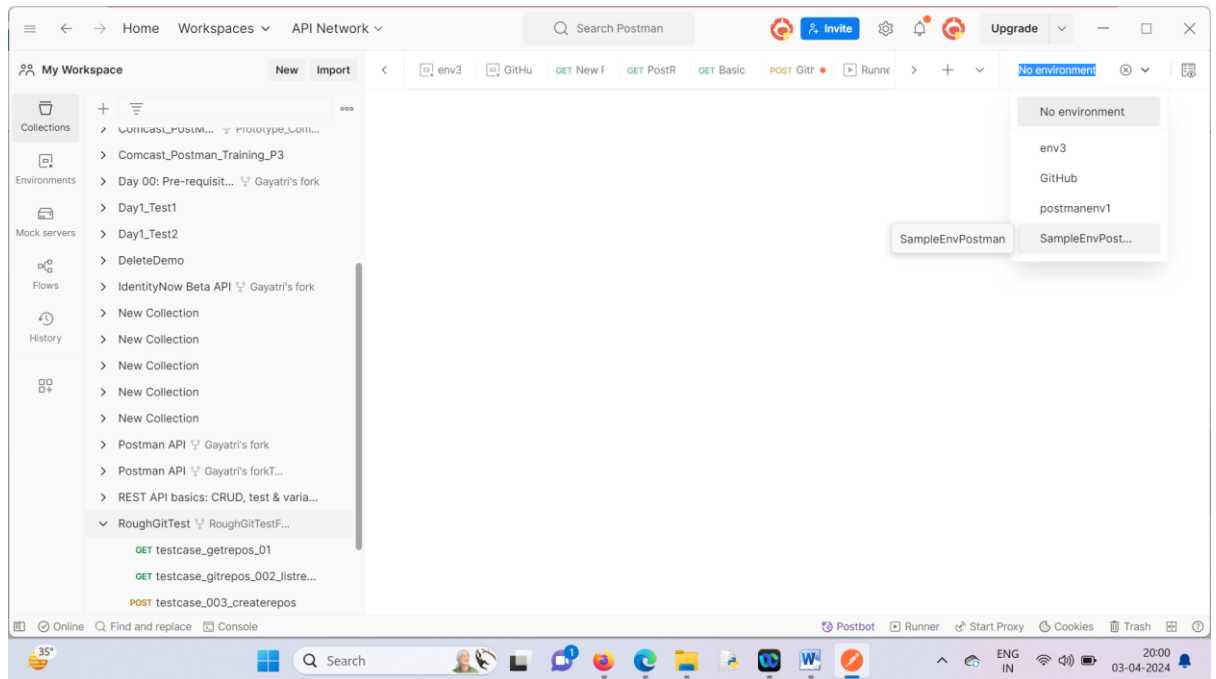 Home Workspaces API Network Search Postman Invite Upgrade
My Workspace New Import env3 GitHu GET New GET PostR GET Basic POST Runne No environment
Collections
Environments
Mock servers
Flows
History
Comcast_PostM... Prototype_Com...
Comcast_Postman_Training_P3
Day 00: Pre-requisit... Gayatri's fork
Day1_Test1
Day1_Test2
DeleteDemo
IdentityNow Beta API Gayatri's fork
New Collection
New Collection
New Collection
New Collection
New Collection
Postman API Gayatri's fork
Postman API Gayatri's forkT...
REST API basics: CRUD, test & varia...
RoughGitTest RoughGitTestF...
GET testcase_getrepos_01
GET testcase_gitrepos_002_listre...
POST testcase_003_createrepos
No environment
env3
GitHub
postmanenv1
SampleEnvPostman SampleEnvPost...
Online Find and replace Console Postbot Runner Start Proxy Cookies Trash
35° Search 1 ENG 20:00
IN 03-04-2024